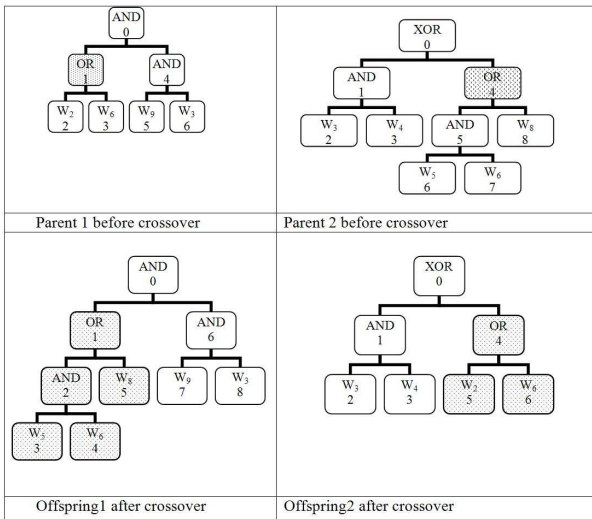 AND
0
OR
1
AND
4
W2
2
W6
3
W9
5
W3
6
Parent 1 before crossover
XOR
0
AND
1
OR
4
W3
2
W4
3
AND
5
W8
8
W5
6
W6
7
Parent 2 before crossover
AND
0
OR
1
AND
6
AND
2
W8
5
W9
7
W3
8
W5
3
W6
4
Offspring1 after crossover
XOR
0
AND
1
OR
4
W3
2
W4
3
W2
5
W6
6
Offspring2 after crossover